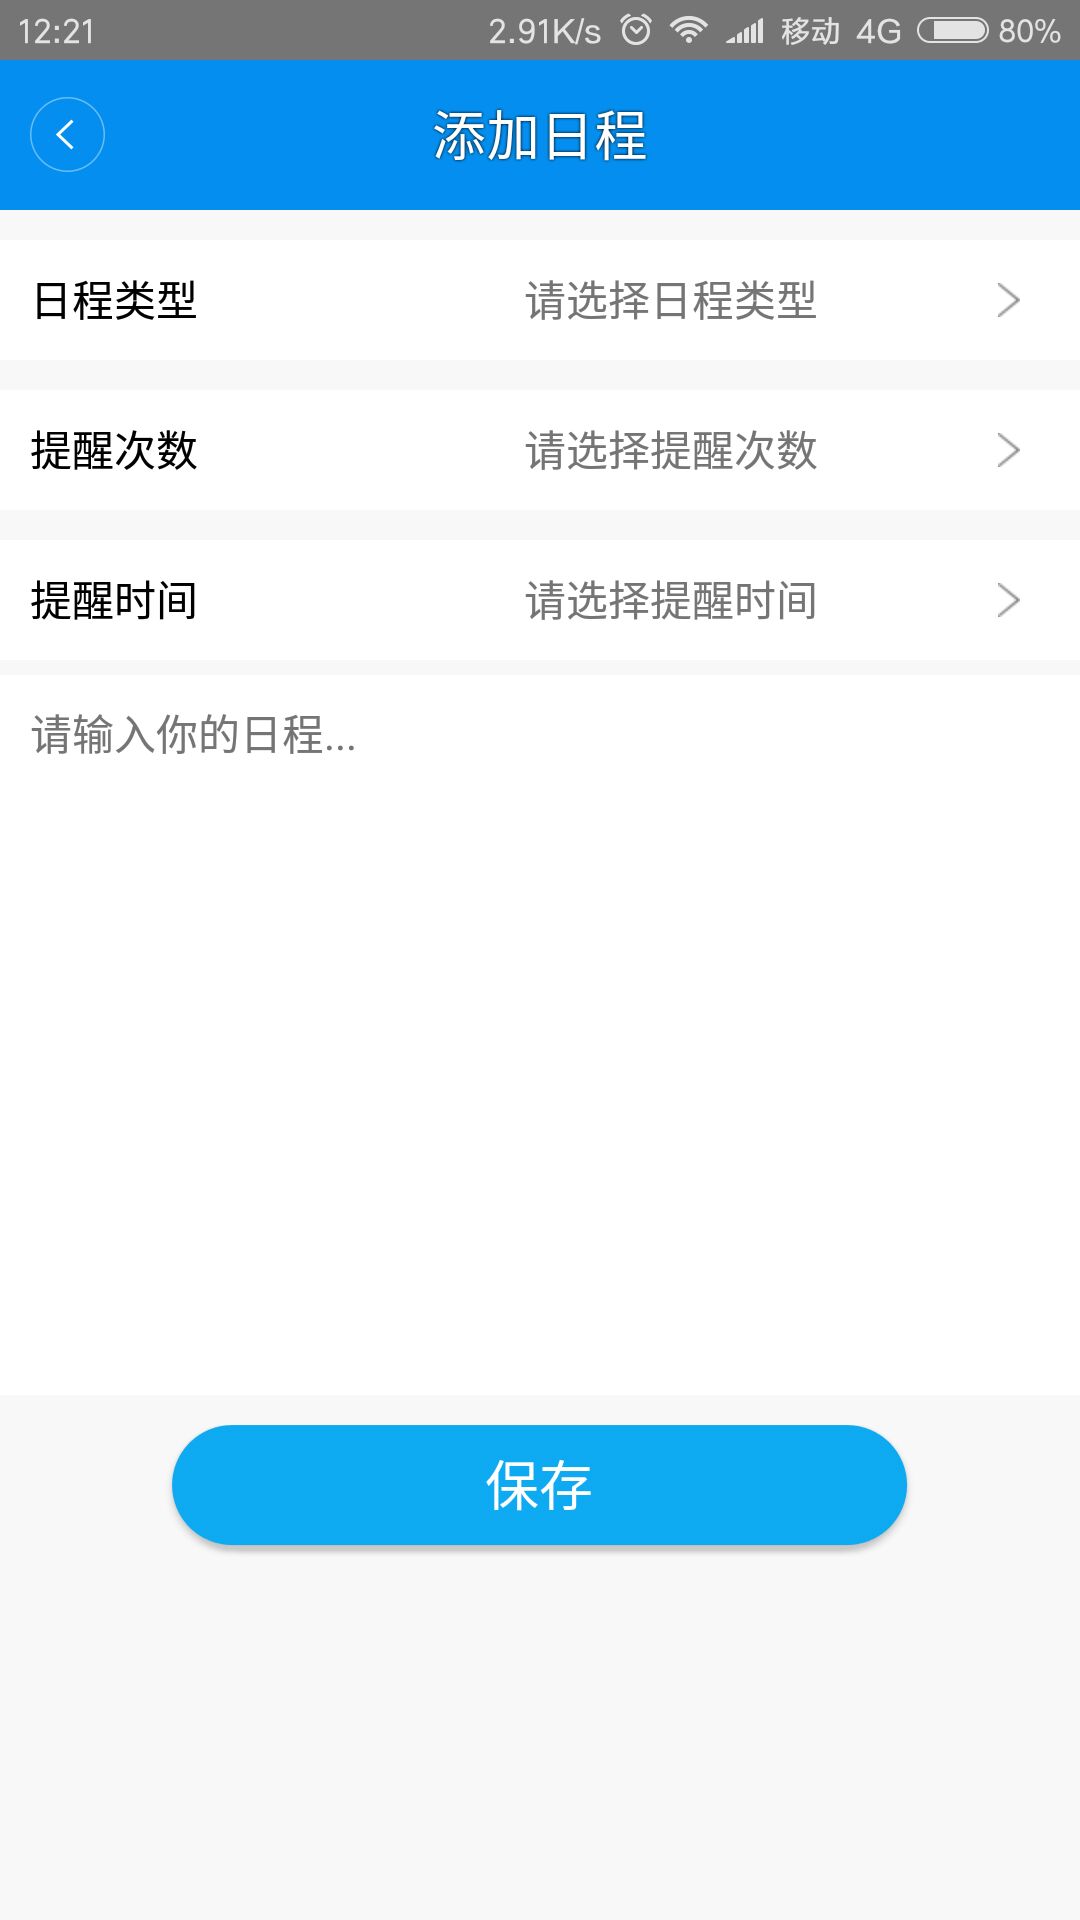 12:21 2.91K/s 移动 4G 80%
添加日程
日程类型 请选择日程类型
提醒次数 请选择提醒次数
提醒时间 请选择提醒时间
请输入你的日程...
保存